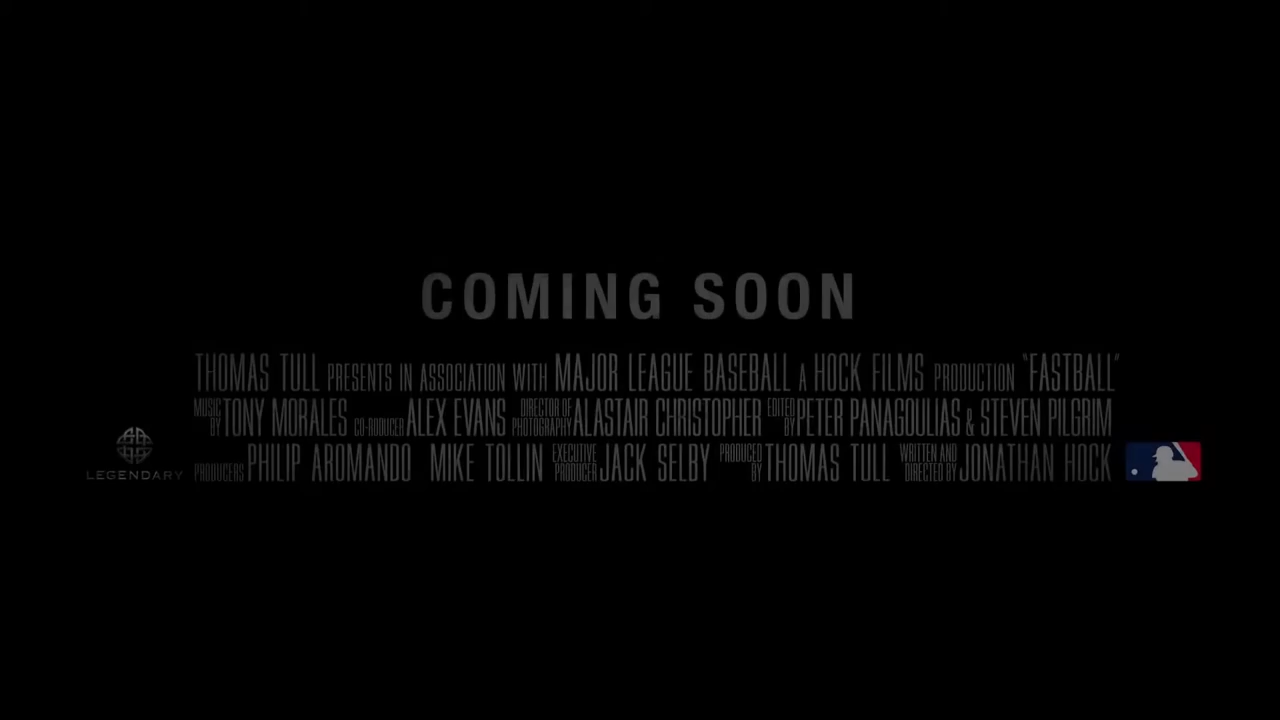 COMING SOON
THOMAS TULL PRESENTS IN ASSOCIATION WITH MAJOR LEAGUE BASEBALL A HOCK FILMS PRODUCTION "FASTBALL"
MUSIC BY TONY MORALES CO-RODUCER ALEX EVANS DIRECTOR OF PHOTOGRAPHY ALASTAIR CHRISTOPHER EDITED BY PETER PANAGOULIAS & STEVEN PILGRIM
PRODUCERS PHILIP AROMANDO MIKE TOLLIN EXECUTIVE PRODUCER JACK SELBY PRODUCED BY THOMAS TULL WRITTEN AND DIRECTED BY JONATHAN HOCK
LEGENDARY